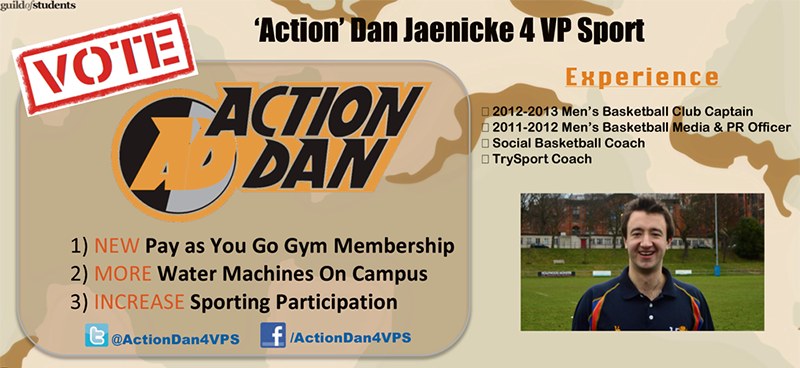 guildofstudents
VOTE
'Action' Dan Jaenicke 4 VP Sport
ACTION
AD
DAN
1) NEW Pay as You Go Gym Membership
2) MORE Water Machines On Campus
3) INCREASE Sporting Participation
@ActionDan4VPS
f /ActionDan4VPS
Experience
2012-2013 Men's Basketball Club Captain
2011-2012 Men's Basketball Media & PR Officer
Social Basketball Coach
TrySport Coach